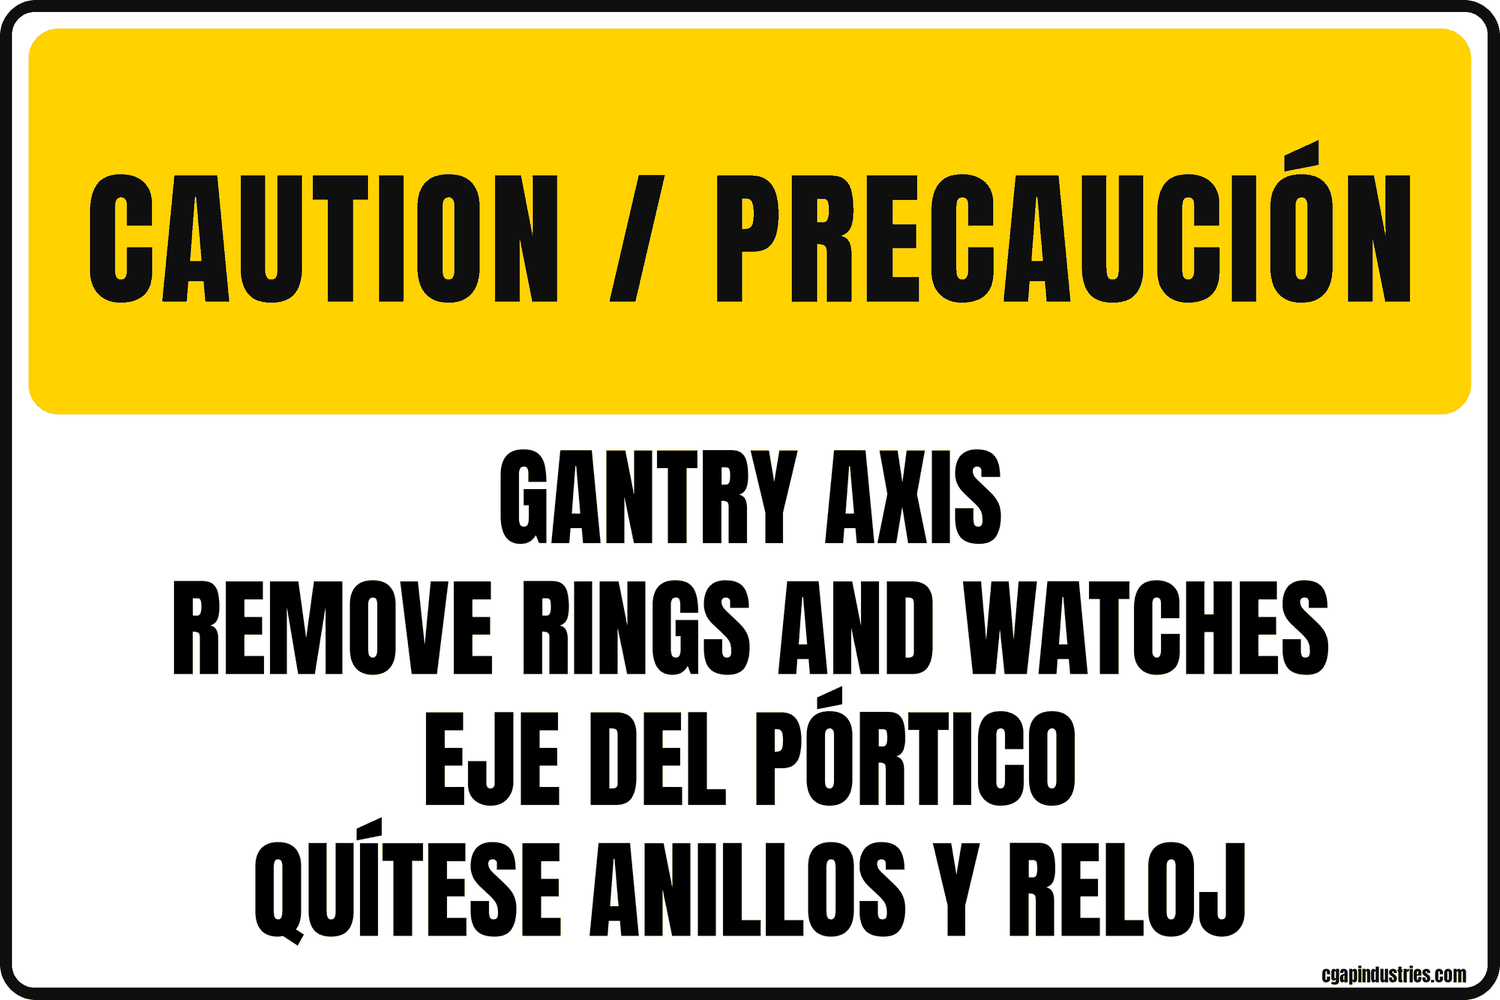 CAUTION / PRECAUCIÓN
GANTRY AXIS
REMOVE RINGS AND WATCHES
EJE DEL PÓRTICO
QUÍTESE ANILLOS Y RELOJ
cgapindustries.com